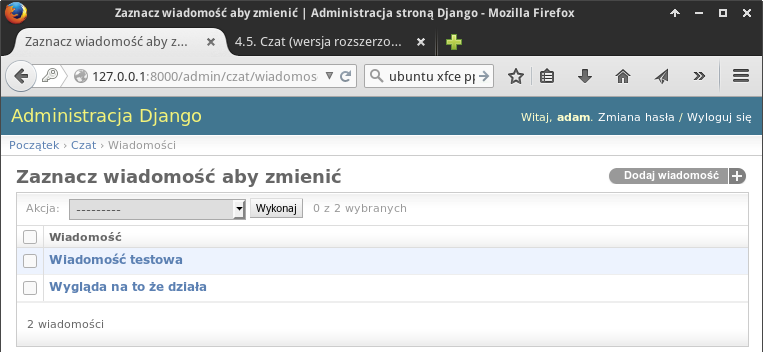 Zaznacz wiadomość aby zmienić | Administracja stroną Django - Mozilla Firefox
Zaznacz wiadomość aby z... 4.5. Czat (wersja rozszerzo...
127.0.0.1:8000/admin/czat/wiadomos ubuntu xfce pp
Administracja Django Witaj, adam. Zmiana hasła / Wyloguj się
Początek › Czat › Wiadomości
Zaznacz wiadomość aby zmienić Dodaj wiadomość
Akcja: --------- Wykonaj 0 z 2 wybranych
Wiadomość
Wiadomość testowa
Wygląda na to że działa
2 wiadomości